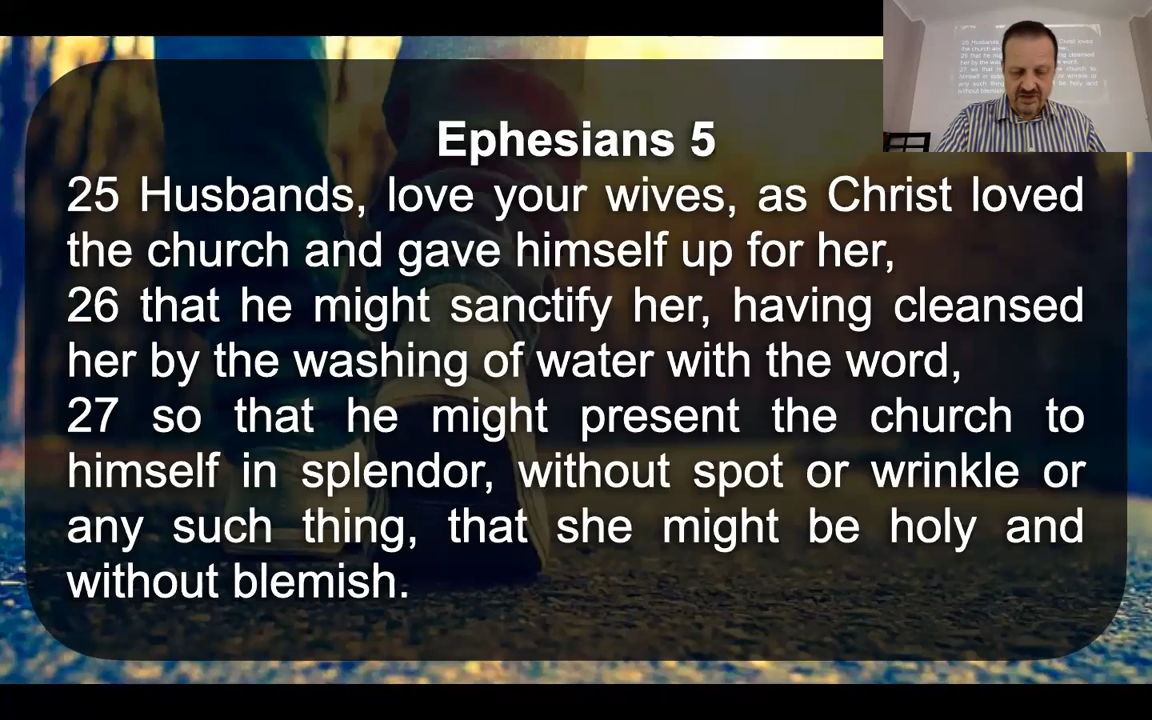 Ephesians 5
25 Husbands, love your wives, as Christ loved
the church and gave himself up for her,
26 that he might sanctify her, having cleansed
her by the washing of water with the word,
27 so that he might present the church to
himself in splendor, without spot or wrinkle or
any such thing, that she might be holy and
without blemish.